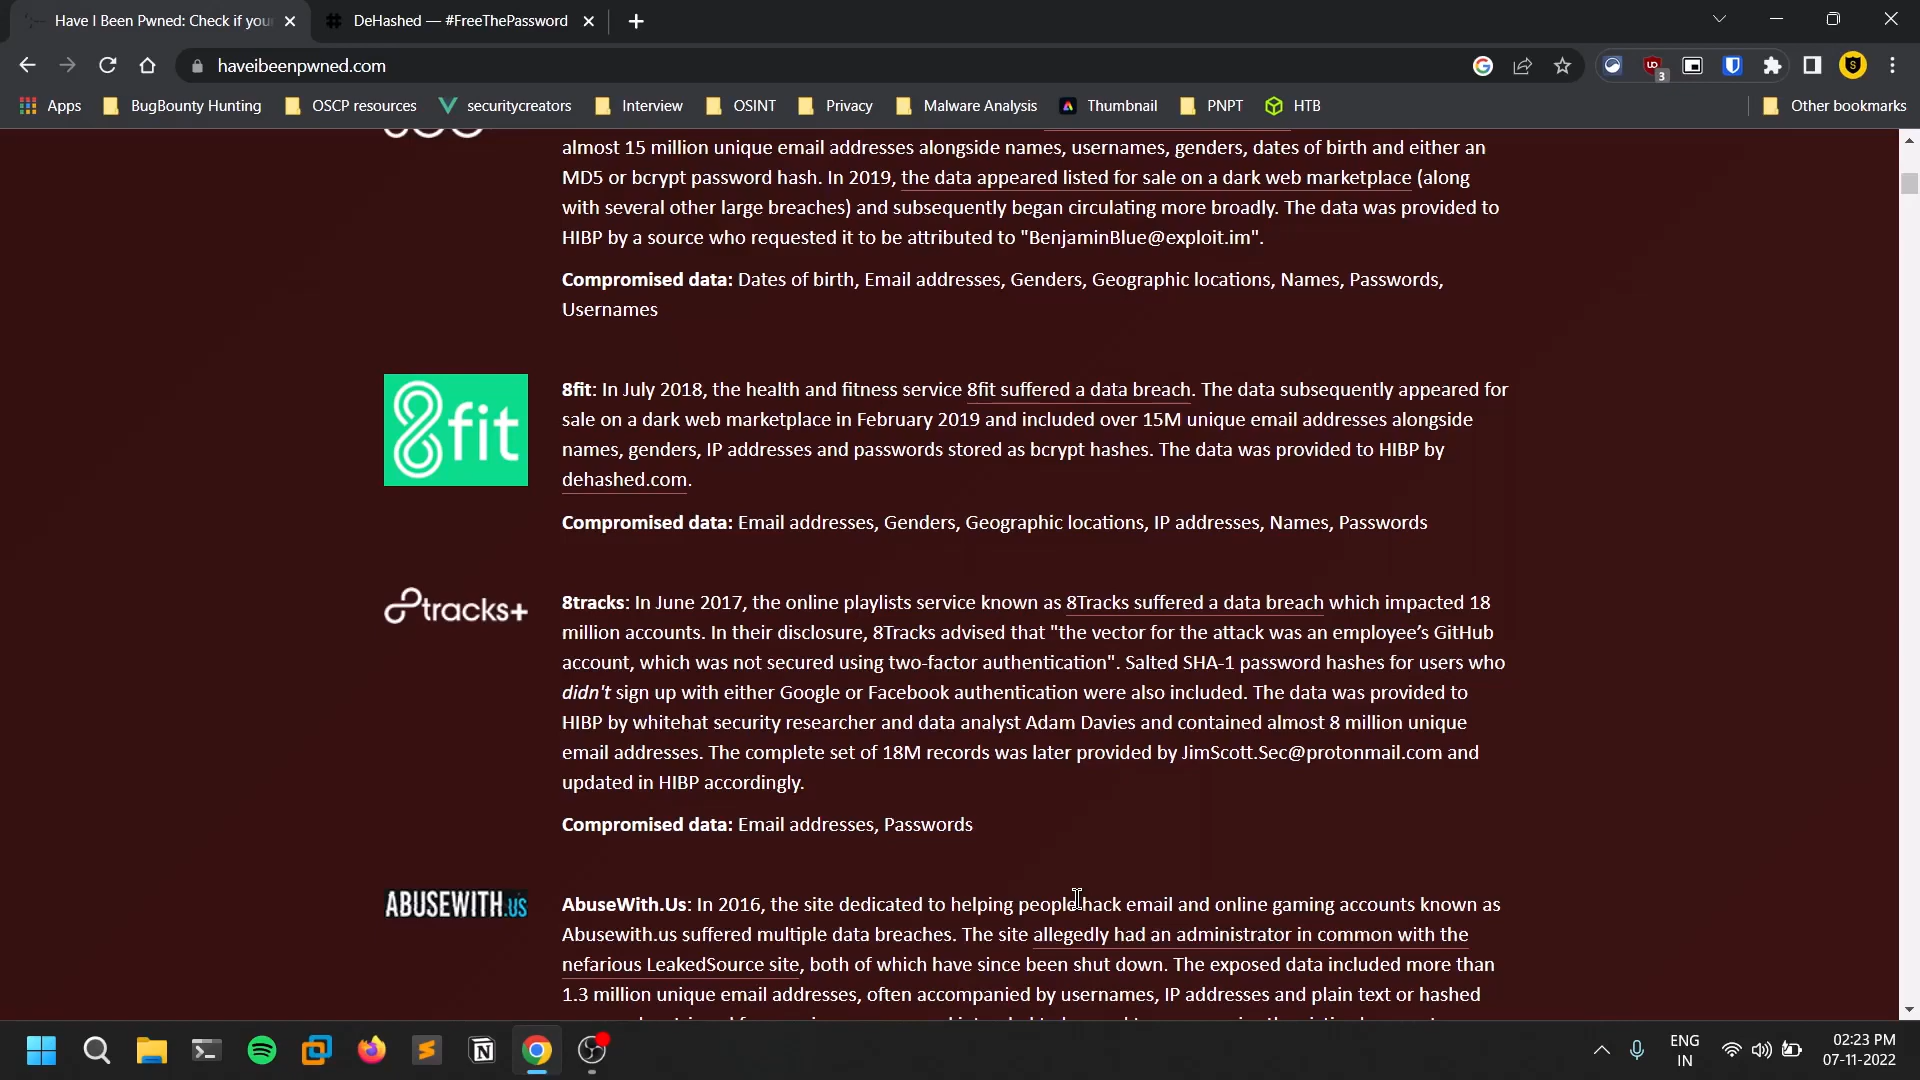 Have I Been Pwned: Check if your
DeHashed — #FreeThePassword
haveibeenpwned.com
3
Apps
BugBounty Hunting
OSCP resources
securitycreators
Interview
OSINT
Privacy
Malware Analysis
Thumbnail
PNPT
HTB
Other bookmarks
almost 15 million unique email addresses alongside names, usernames, genders, dates of birth and either an
MD5 or bcrypt password hash. In 2019, the data appeared listed for sale on a dark web marketplace (along
with several other large breaches) and subsequently began circulating more broadly. The data was provided to
HIBP by a source who requested it to be attributed to "BenjaminBlue@exploit.im".
Compromised data: Dates of birth, Email addresses, Genders, Geographic locations, Names, Passwords,
Usernames
8fit
8fit: In July 2018, the health and fitness service 8fit suffered a data breach. The data subsequently appeared for
sale on a dark web marketplace in February 2019 and included over 15M unique email addresses alongside
names, genders, IP addresses and passwords stored as bcrypt hashes. The data was provided to HIBP by
dehashed.com.
Compromised data: Email addresses, Genders, Geographic locations, IP addresses, Names, Passwords
8tracks+
8tracks: In June 2017, the online playlists service known as 8Tracks suffered a data breach which impacted 18
million accounts. In their disclosure, 8Tracks advised that "the vector for the attack was an employee’s GitHub
account, which was not secured using two-factor authentication". Salted SHA-1 password hashes for users who
didn't sign up with either Google or Facebook authentication were also included. The data was provided to
HIBP by whitehat security researcher and data analyst Adam Davies and contained almost 8 million unique
email addresses. The complete set of 18M records was later provided by JimScott.Sec@protonmail.com and
updated in HIBP accordingly.
Compromised data: Email addresses, Passwords
ABUSEWITH.US
AbuseWith.Us: In 2016, the site dedicated to helping people hack email and online gaming accounts known as
Abusewith.us suffered multiple data breaches. The site allegedly had an administrator in common with the
nefarious LeakedSource site, both of which have since been shut down. The exposed data included more than
1.3 million unique email addresses, often accompanied by usernames, IP addresses and plain text or hashed
ENG
IN
02:23 PM
07-11-2022